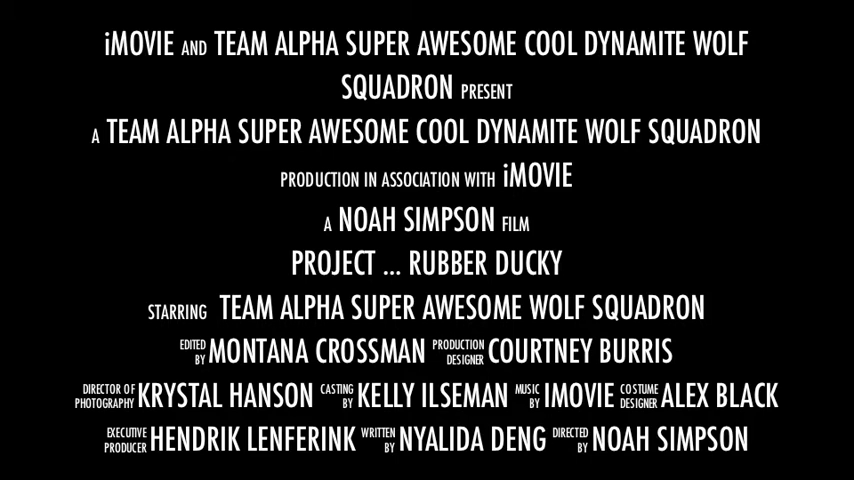 iMOVIE AND TEAM ALPHA SUPER AWESOME COOL DYNAMITE WOLF
SQUADRON PRESENT
A TEAM ALPHA SUPER AWESOME COOL DYNAMITE WOLF SQUADRON
PRODUCTION IN ASSOCIATION WITH iMOVIE
A NOAH SIMPSON FILM
PROJECT ... RUBBER DUCKY
STARRING TEAM ALPHA SUPER AWESOME WOLF SQUADRON
EDITED BY MONTANA CROSSMAN PRODUCTION DESIGNER COURTNEY BURRIS
DIRECTOR OF PHOTOGRAPHY KRYSTAL HANSON CASTING BY KELLY ILSEMAN MUSIC BY IMOVIE COSTUME DESIGNER ALEX BLACK
EXECUTIVE PRODUCER HENDRIK LENFERINK WRITTEN BY NYALIDA DENG DIRECTED BY NOAH SIMPSON